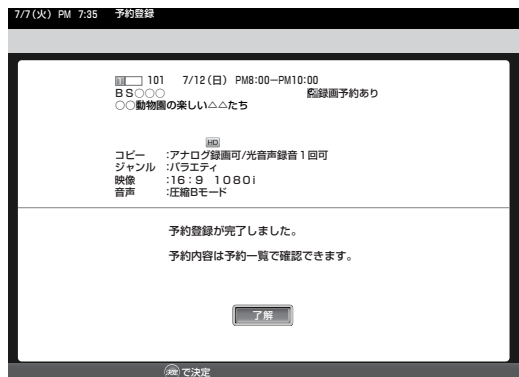 7/7(火) PM 7:35 予約登録
101 7/12(日) PM8:00ーPM10:00
BS○○○ 録画予約あり
○○動物園の楽しい△△たち
HD
コピー :アナログ録画可/光音声録音1回可
ジャンル :バラエティ
映像 :16:9 1080i
音声 :圧縮Bモード
予約登録が完了しました。
予約内容は予約一覧で確認できます。
了解
決定 で決定